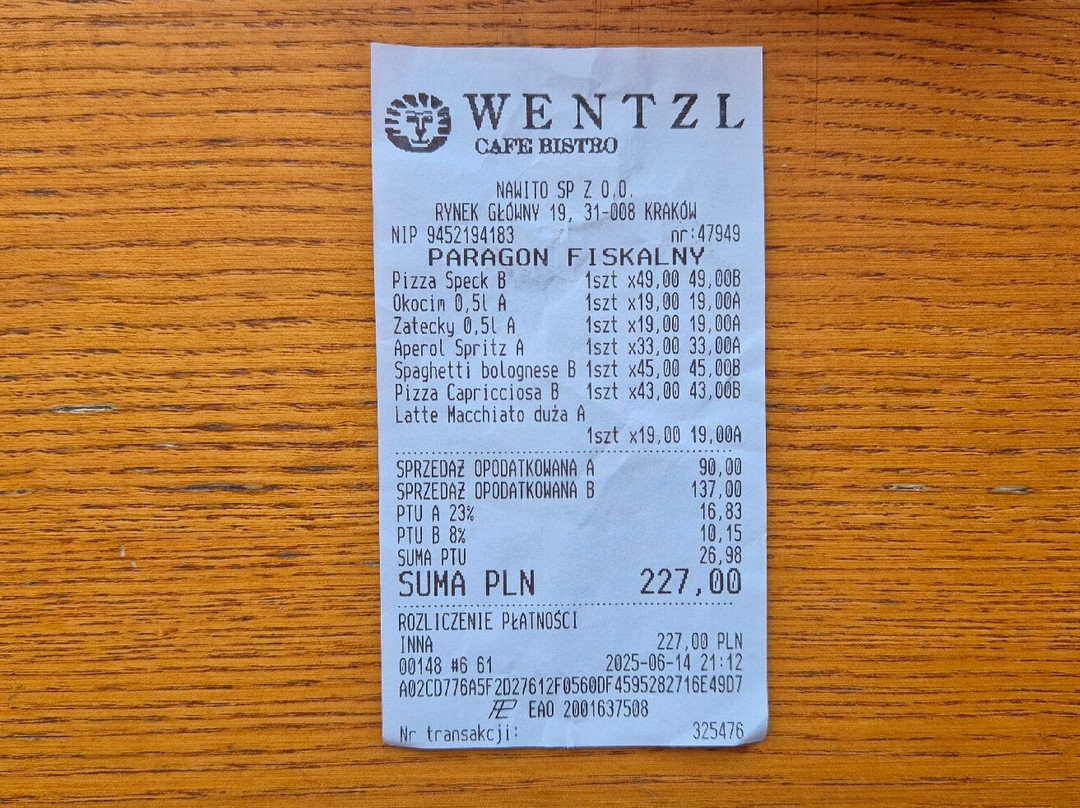 WENTZL
CAFE BISTRO
NAWITO SP Z O.O.
RYNEK GŁÓWNY 19, 31-008 KRAKÓW
NIP 9452194183 nr:47949
PARAGON FISKALNY
Pizza Speck B 1szt x49,00 49,00B
Okocim 0,5l A 1szt x19,00 19,00A
Zatecky 0,5l A 1szt x19,00 19,00A
Aperol Spritz A 1szt x33,00 33,00A
Spaghetti bolognese B 1szt x45,00 45,00B
Pizza Capricciosa B 1szt x43,00 43,00B
Latte Macchiato duża A
1szt x19,00 19,00A
SPRZEDAŻ OPODATKOWANA A 90,00
SPRZEDAŻ OPODATKOWANA B 137,00
PTU A 23% 16,83
PTU B 8% 10,15
SUMA PTU 26,98
SUMA PLN 227,00
ROZLICZENIE PŁATNOŚCI
INNA 227,00 PLN
00148 #6 61 2025-06-14 21:12
A02CD776A5F2D27612F0560DF4595282716E49D7
EAO 2001637508
Nr transakcji: 325476